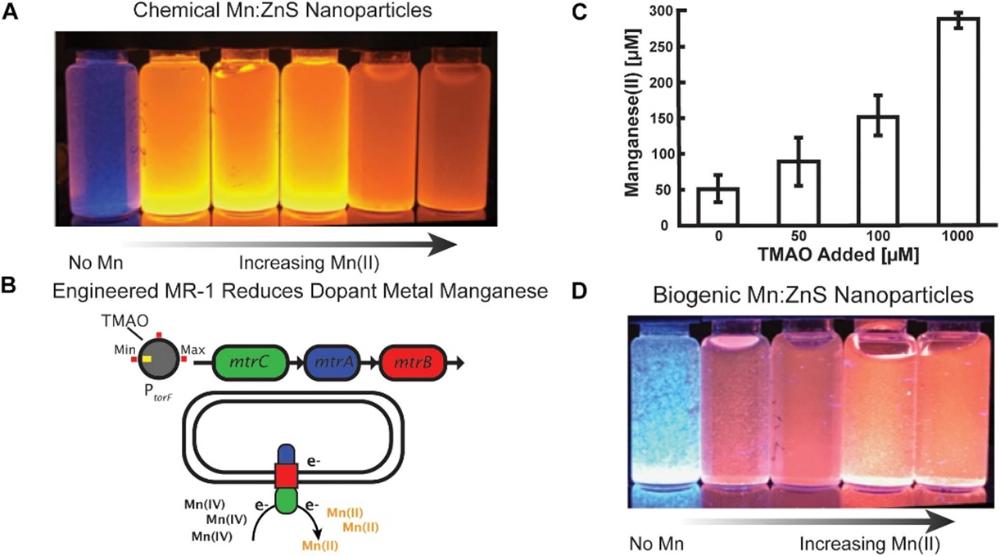 A
Chemical Mn:ZnS Nanoparticles
No Mn
Increasing Mn(II)
B
Engineered MR-1 Reduces Dopant Metal Manganese
TMAO
Min
Max
PtorF
mtrC
mtrA
mtrB
e-
e-
e-
Mn(IV)
Mn(IV)
Mn(IV)
Mn(II)
Mn(II)
Mn(II)
C
Manganese(II) [µM]
300
250
200
150
100
50
0
0 50 100 1000
TMAO Added [µM]
D
Biogenic Mn:ZnS Nanoparticles
No Mn
Increasing Mn(II)